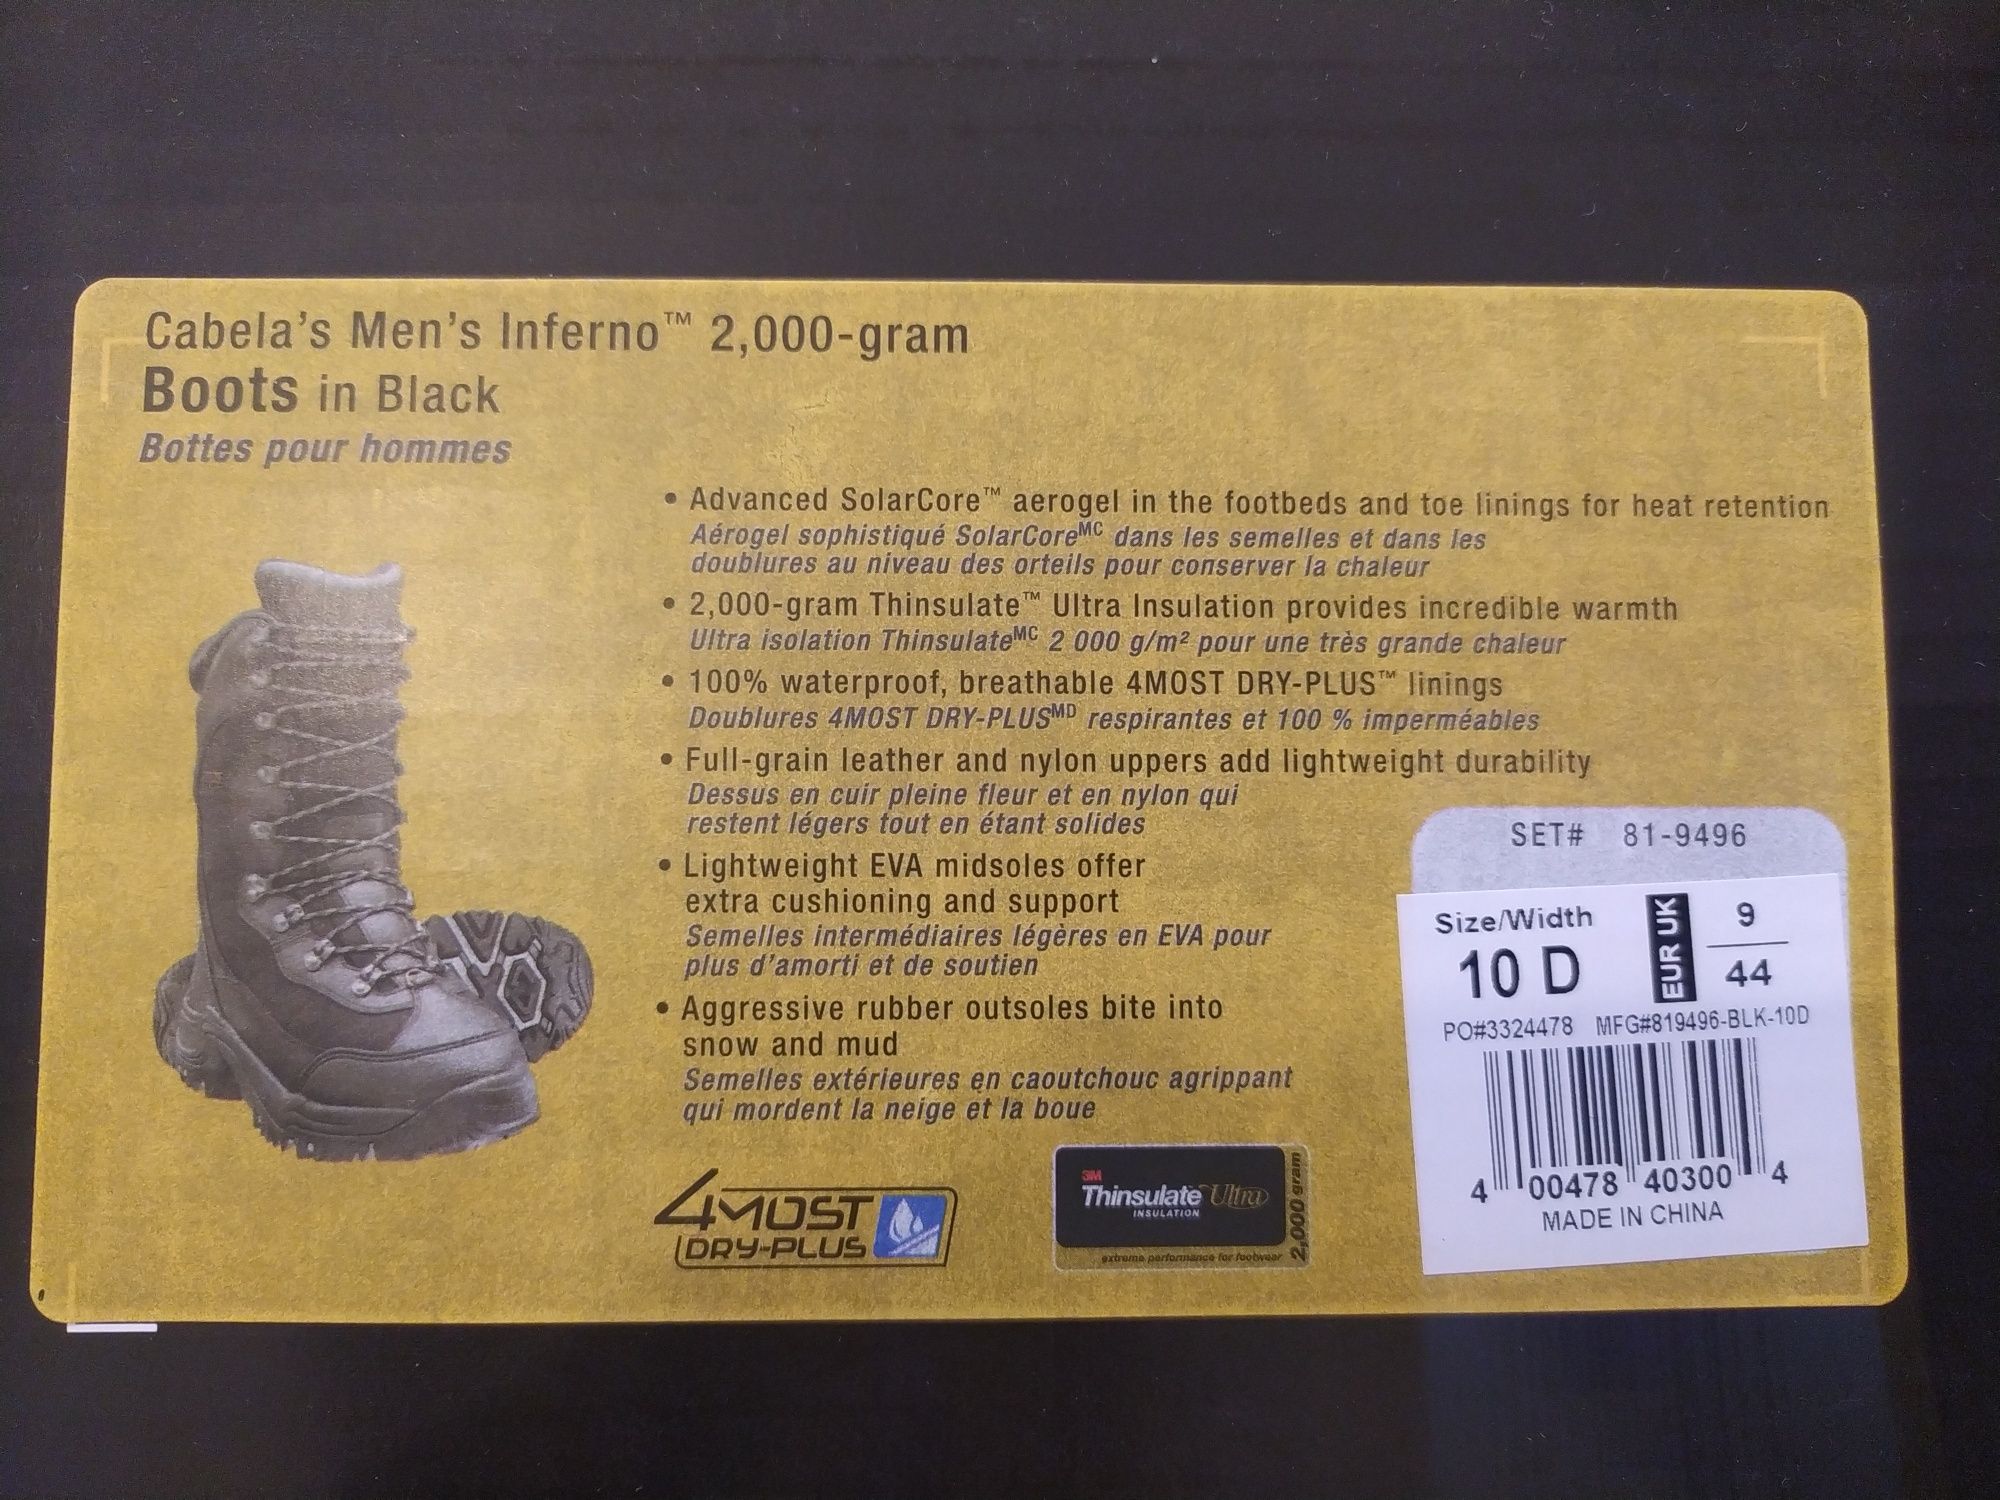 Cabela's Men's Inferno™ 2,000-gram
Boots in Black
Bottes pour hommes
• Advanced SolarCore™ aerogel in the footbeds and toe linings for heat retention
Aérogel sophistiqué SolarCoreMC dans les semelles et dans les
doublures au niveau des orteils pour conserver la chaleur
• 2,000-gram Thinsulate™ Ultra Insulation provides incredible warmth
Ultra isolation ThinsulateMC 2 000 g/m² pour une très grande chaleur
• 100% waterproof, breathable 4MOST DRY-PLUS™ linings
Doublures 4MOST DRY-PLUSMD respirantes et 100 % imperméables
• Full-grain leather and nylon uppers add lightweight durability
Dessus en cuir pleine fleur et en nylon qui
restent légers tout en étant solides
• Lightweight EVA midsoles offer
extra cushioning and support
Semelles intermédiaires légères en EVA pour
plus d'amorti et de soutien
• Aggressive rubber outsoles bite into
snow and mud
Semelles extérieures en caoutchouc agrippant
qui mordent la neige et la boue
4MOST
DRY-PLUS
3M
Thinsulate Ultra
INSULATION
extreme performance for footwear
2,000 gram
SET# 81-9496
Size/Width
10 D
EUR UK
9
44
PO#3324478 MFG#819496-BLK-10D
4 00478 40300 4
MADE IN CHINA